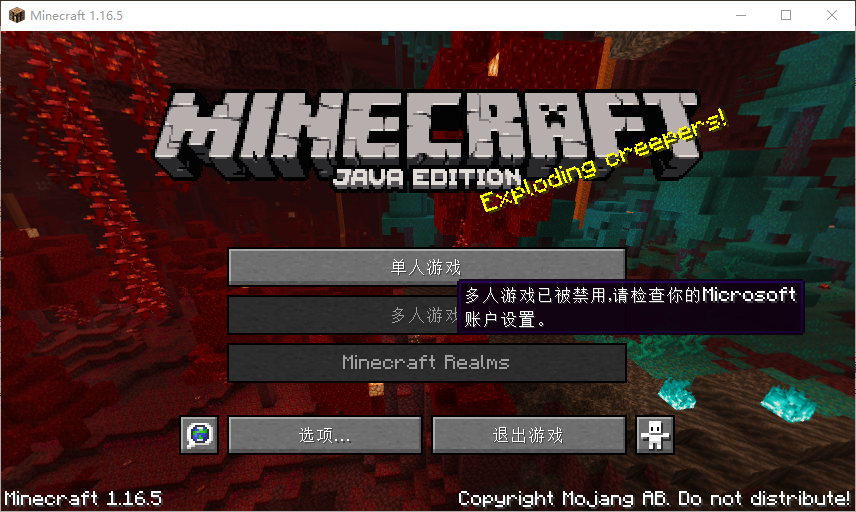 Minecraft 1.16.5
MINECRAFT
JAVA EDITION
Exploding creepers!
单人游戏
多人游戏
多人游戏已被禁用,请检查你的Microsoft
账户设置。
Minecraft Realms
选项...
退出游戏
Minecraft 1.16.5
Copyright Mojang AB. Do not distribute!